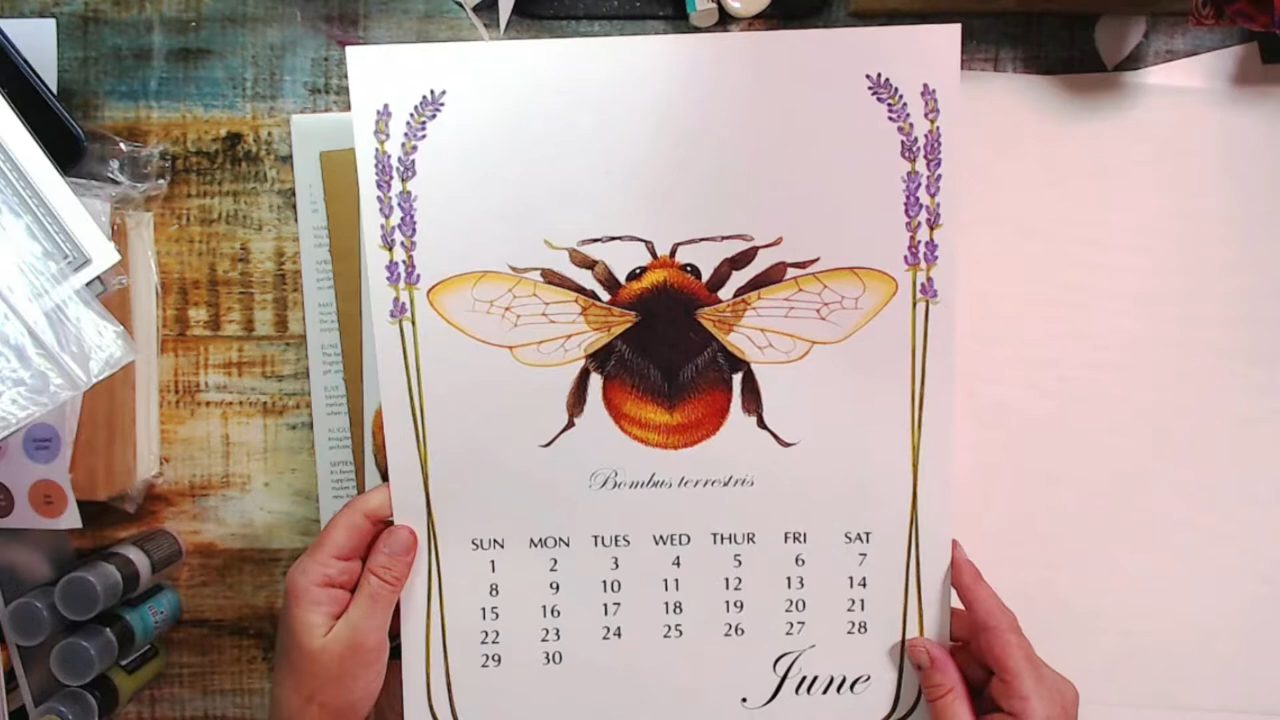 Bombus terrestris
SUN MON TUES WED THUR FRI SAT
1 2 3 4 5 6 7
8 9 10 11 12 13 14
15 16 17 18 19 20 21
22 23 24 25 26 27 28
29 30
June